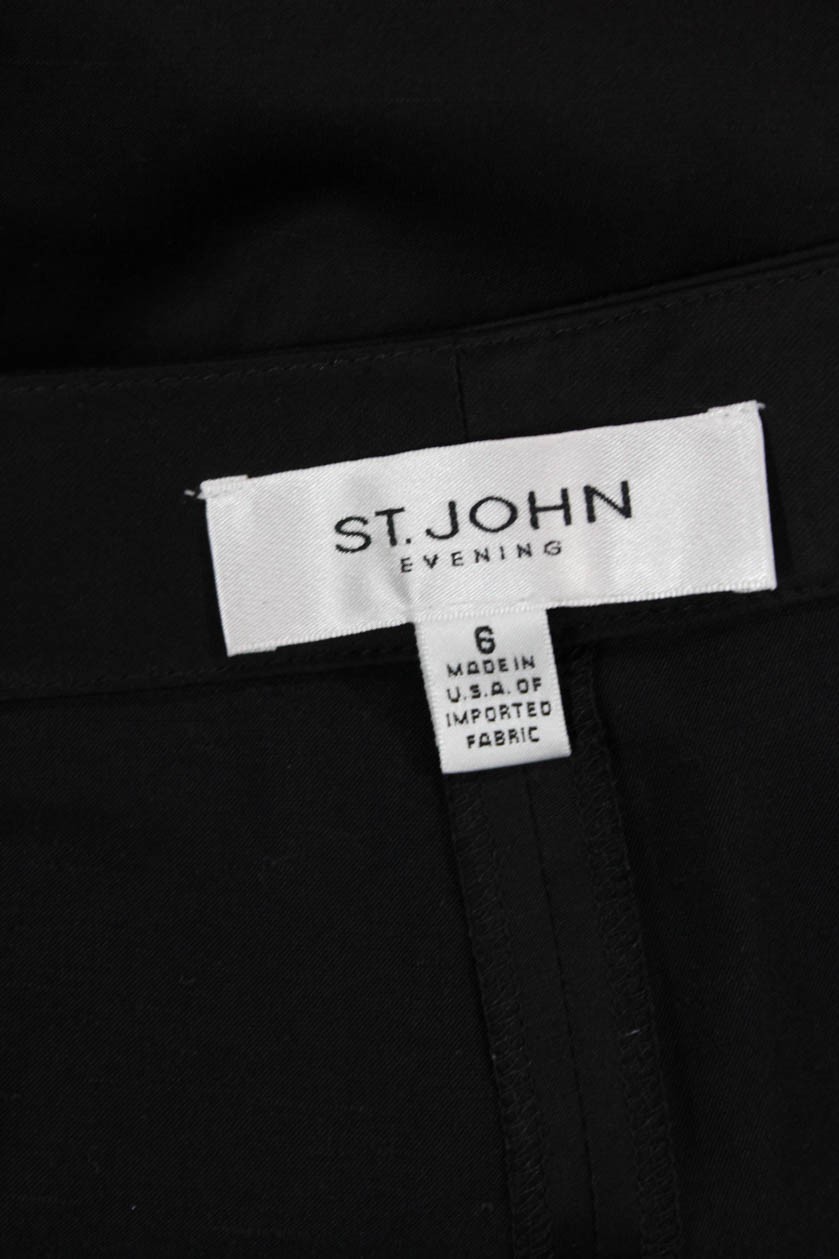 ST. JOHN
EVENING
6
MADE IN
U.S.A. OF
IMPORTED
FABRIC